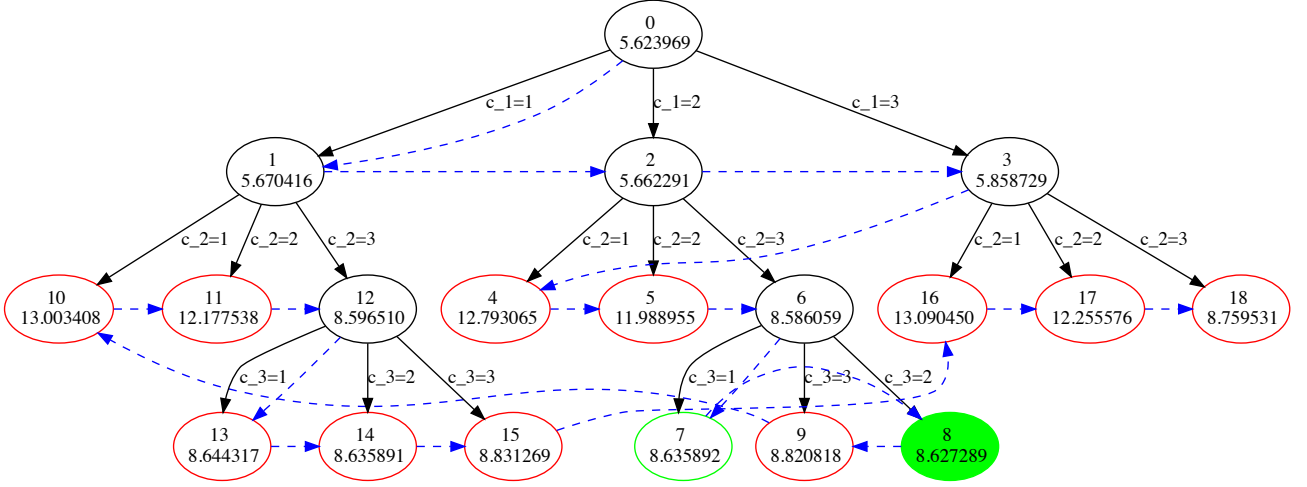 0
5.623969
c_1=1
c_1=2
c_1=3
1
5.670416
2
5.662291
3
5.858729
c_2=1
c_2=2
c_2=3
c_2=1
c_2=2
c_2=3
c_2=1
c_2=2
c_2=3
10
13.003408
11
12.177538
12
8.596510
4
12.793065
5
11.988955
6
8.586059
16
13.090450
17
12.255576
18
8.759531
c_3=1
c_3=2
c_3=3
c_3=1
c_3=3
c_3=2
13
8.644317
14
8.635891
15
8.831269
7
8.635892
9
8.820818
8
8.627289